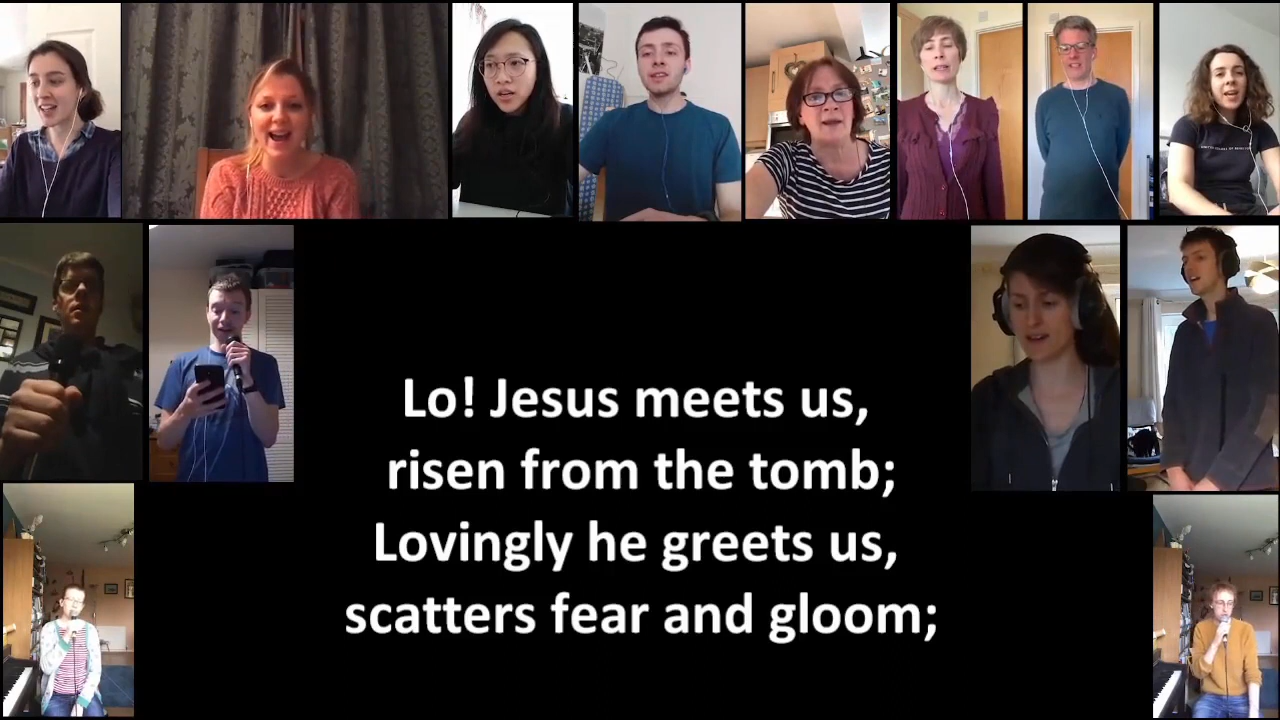 Lo! Jesus meets us,
risen from the tomb;
Lovingly he greets us,
scatters fear and gloom;